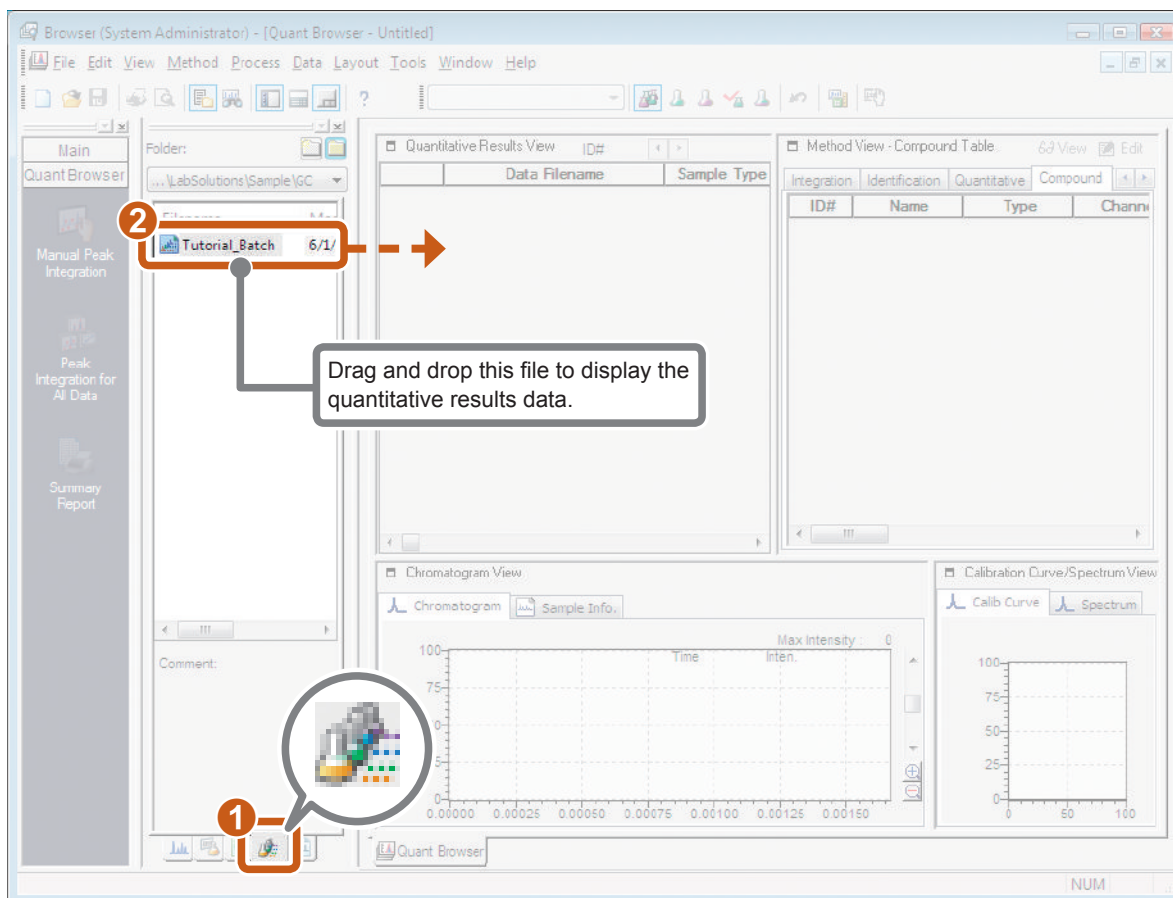 Browser (System Administrator) - [Quant Browser - Untitled]
File Edit View Method Process Data Layout Tools Window Help
Main
Quant Browser
Manual Peak
Integration
Peak
Integration for
All Data
Summary
Report
Folder:
...\LabSolutions\Sample\GC
Filename
2
Tutorial_Batch 6/1/
Drag and drop this file to display the
quantitative results data.
Comment:
1
Quantitative Results View ID#
Data Filename Sample Type
Method View - Compound Table View Edit
Integration Identification Quantitative Compound
ID# Name Type Chann
Chromatogram View
Chromatogram Sample Info.
Max Intensity : 0
Time Inten.
100
75
0
5
0
0.00000 0.00025 0.00050 0.00075 0.00100 0.00125 0.00150
Calibration Curve/Spectrum View
Calib Curve Spectrum
100
75
50
25
0
0 50 100
Quant Browser
NUM